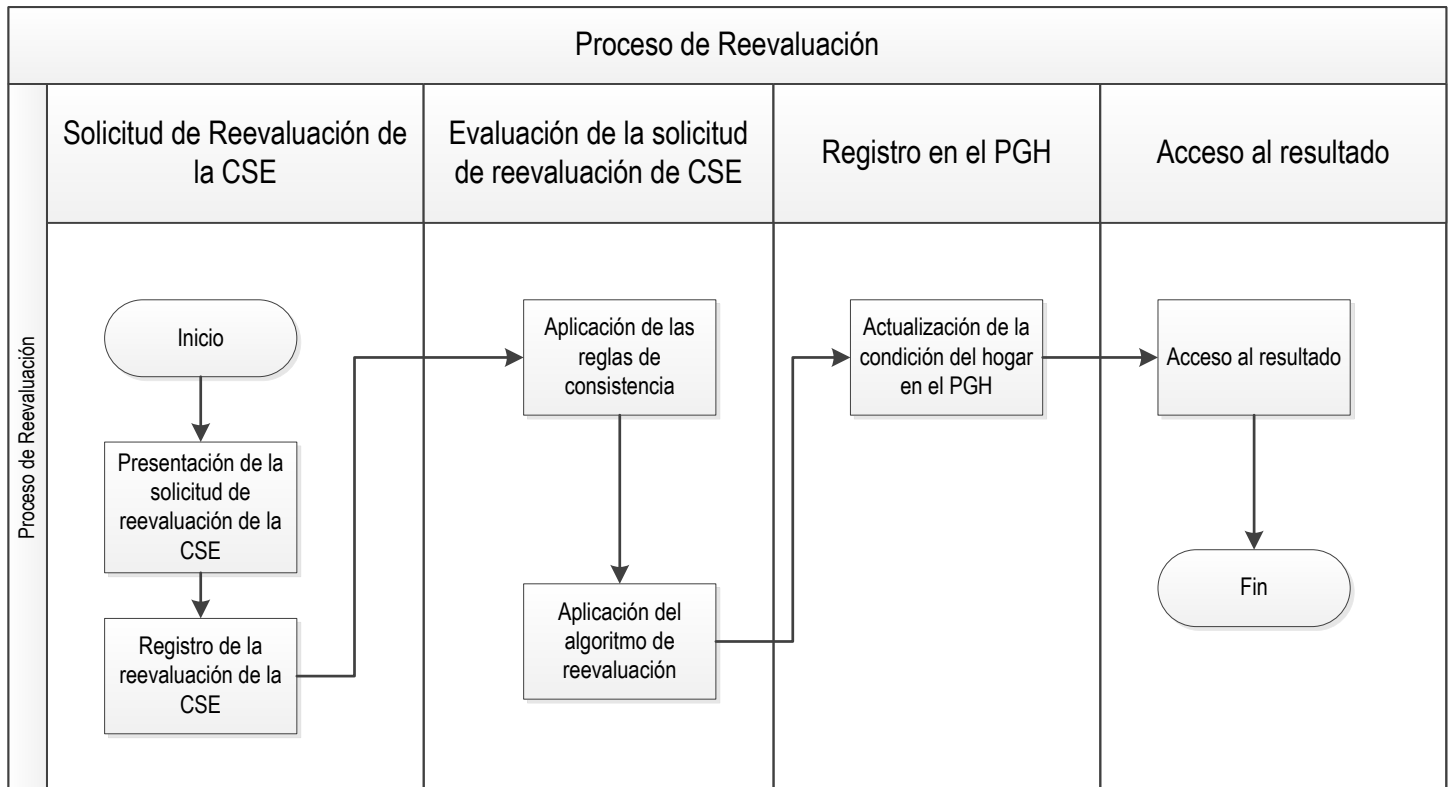 Proceso de Reevaluación
Proceso de Reevaluación
Solicitud de Reevaluación de
la CSE
Evaluación de la solicitud
de reevaluación de CSE
Registro en el PGH
Acceso al resultado
Inicio
Presentación de la
solicitud de
reevaluación de la
CSE
Registro de la
reevaluación de la
CSE
Aplicación de las
reglas de
consistencia
Aplicación del
algoritmo de
reevaluación
Actualización de la
condición del hogar
en el PGH
Acceso al resultado
Fin